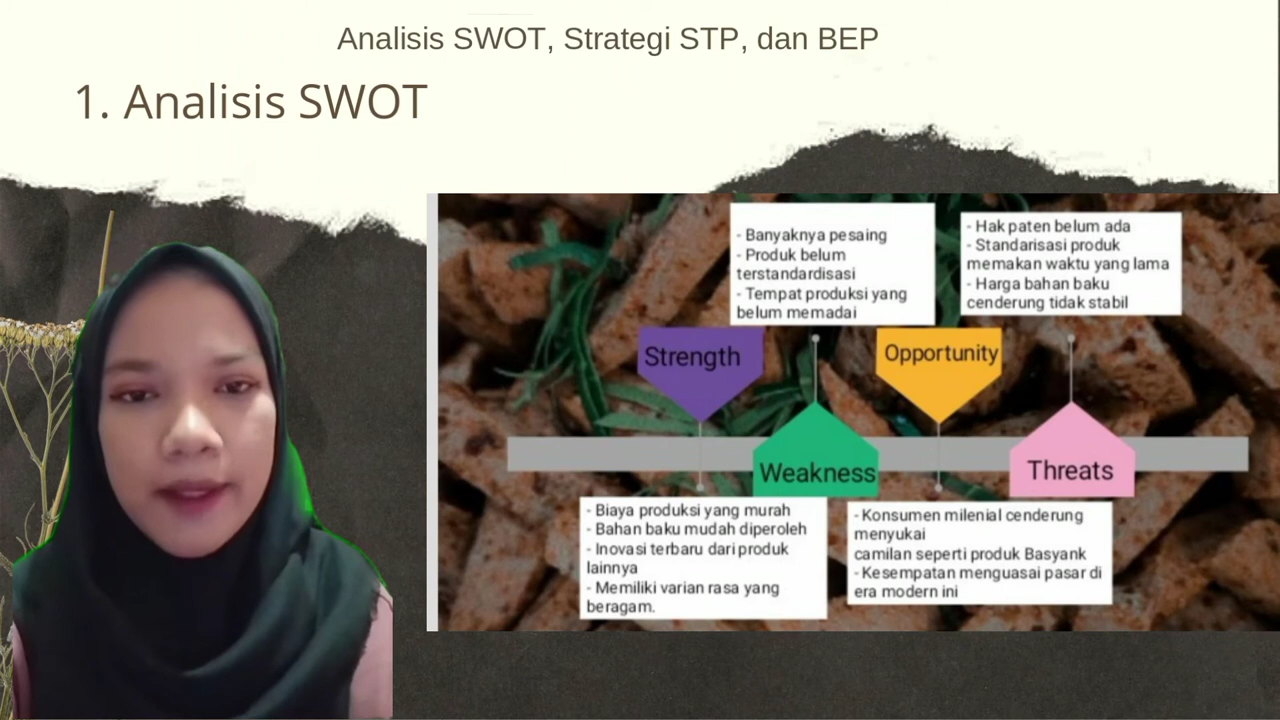 Analisis SWOT, Strategi STP, dan BEP
1. Analisis SWOT
- Banyaknya pesaing
- Produk belum
terstandardisasi
- Tempat produksi yang
belum memadai
- Hak paten belum ada
- Standarisasi produk
memakan waktu yang lama
- Harga bahan baku
cenderung tidak stabil
Strength
Opportunity
Weakness
Threats
- Biaya produksi yang murah
- Bahan baku mudah diperoleh
- Inovasi terbaru dari produk
lainnya
- Memiliki varian rasa yang
beragam.
- Konsumen milenial cenderung
menyukai
camilan seperti produk Basyank
- Kesempatan menguasai pasar di
era modern ini